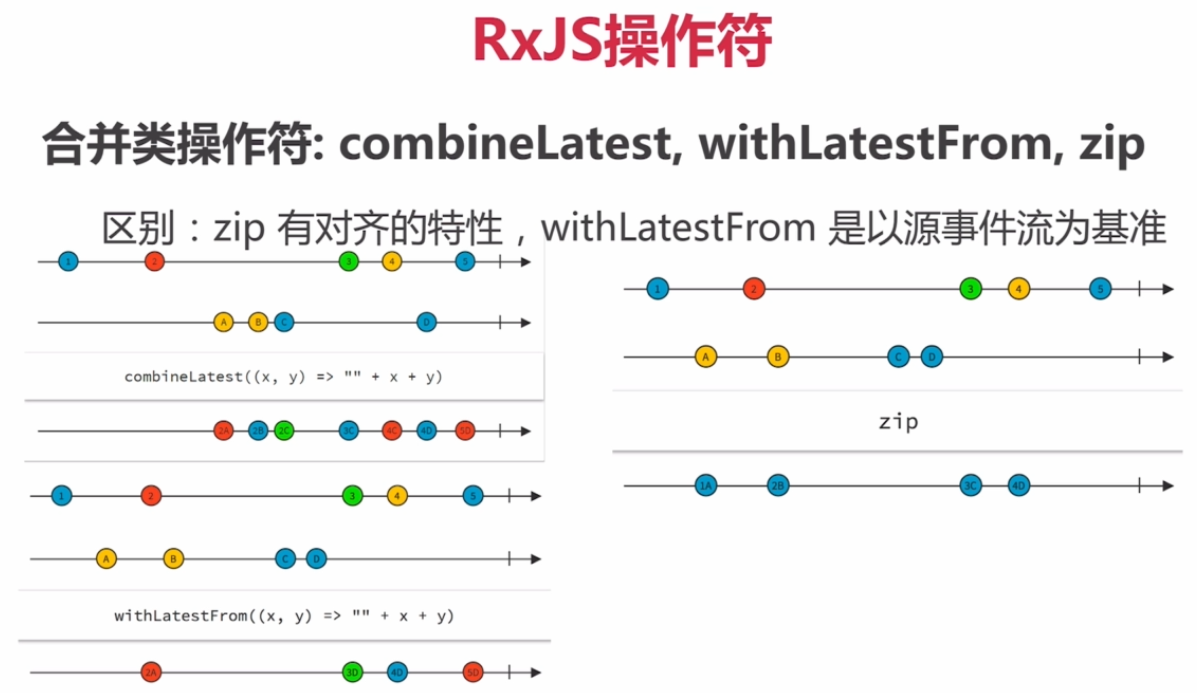 RxJS操作符
合并类操作符: combineLatest, withLatestFrom, zip
区别：zip 有对齐的特性，withLatestFrom 是以源事件流为基准
1 2 3 4 5
A B C D
combineLatest((x, y) => "" + x + y)
2A 2B 2C 3C 4C 4D 5D
1 2 3 4 5
A B C D
withLatestFrom((x, y) => "" + x + y)
2A 3D 4D 5D
1 2 3 4 5
A B C D
zip
1A 2B 3C 4D